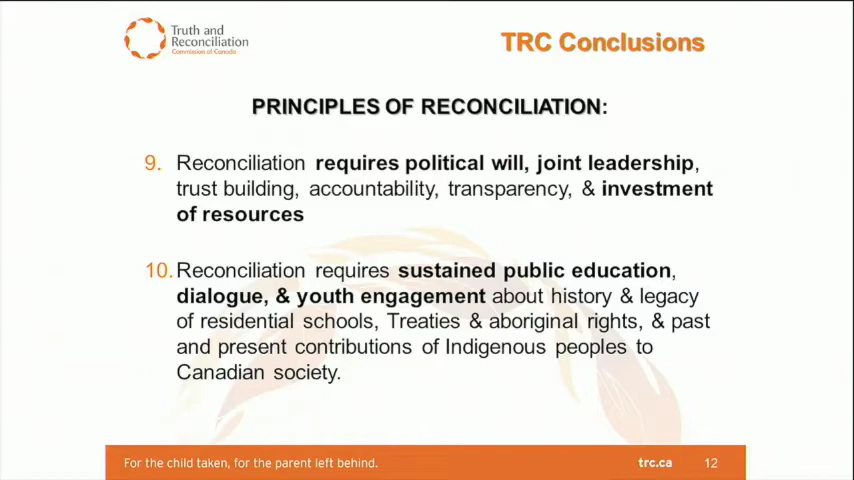 Truth and
Reconciliation
Commission of Canada
TRC Conclusions
PRINCIPLES OF RECONCILIATION:
9. Reconciliation requires political will, joint leadership,
trust building, accountability, transparency, & investment
of resources
10. Reconciliation requires sustained public education,
dialogue, & youth engagement about history & legacy
of residential schools, Treaties & aboriginal rights, & past
and present contributions of Indigenous peoples to
Canadian society.
For the child taken, for the parent left behind.
trc.ca 12